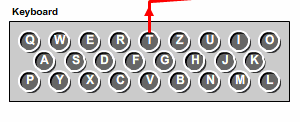 Keyboard
Q W E R T Z U I O
A S D F G H J K
P Y X C V B N M L